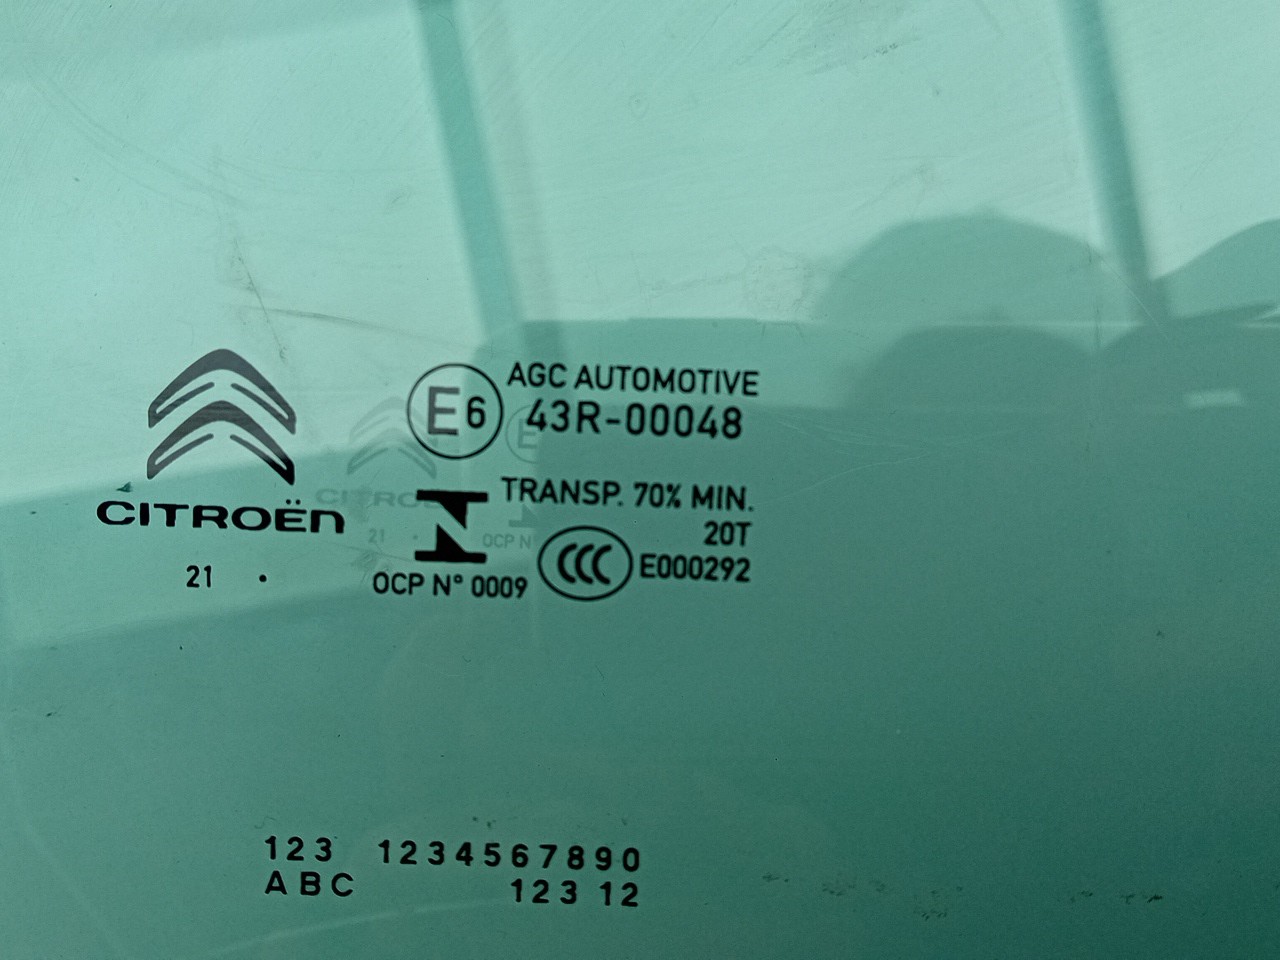 CITROËN
21 .
E6
AGC AUTOMOTIVE
43R-00048
TRANSP. 70% MIN.
20T
CCC E000292
OCP N° 0009
123 1234567890
ABC 123 12